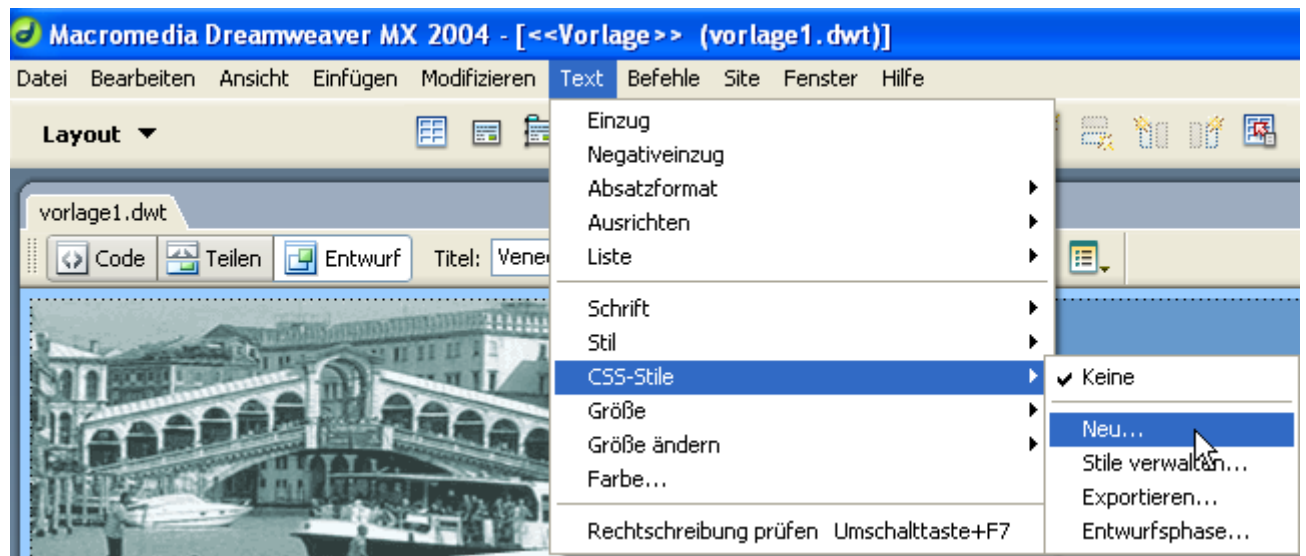 Macromedia Dreamweaver MX 2004 - [<<Vorlage>> (vorlage1.dwt)]
Datei Bearbeiten Ansicht Einfügen Modifizieren Text Befehle Site Fenster Hilfe
Layout
vorlage1.dwt
Code Teilen Entwurf Titel:
Einzug
Negativeinzug
Absatzformat
Ausrichten
Liste
Schrift
Stil
CSS-Stile
Größe
Größe ändern
Farbe...
Rechtschreibung prüfen Umschalttaste+F7
Keine
Neu...
Stile verwalten...
Exportieren...
Entwurfsphase...